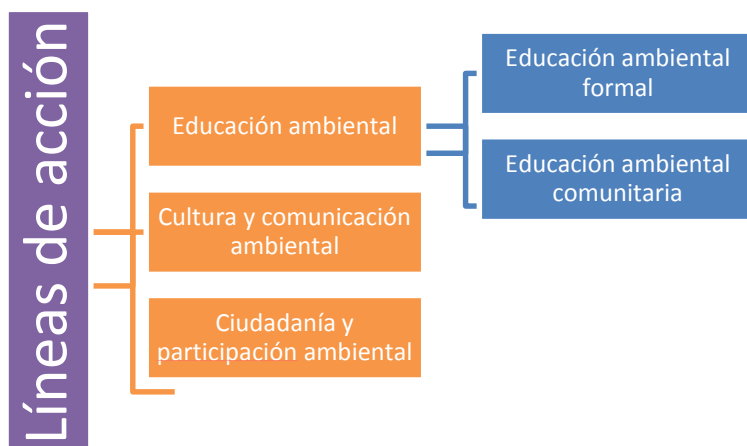 Líneas de acción
Educación ambiental
Cultura y comunicación
ambiental
Ciudadanía y
participación ambiental
Educación ambiental
formal
Educación ambiental
comunitaria